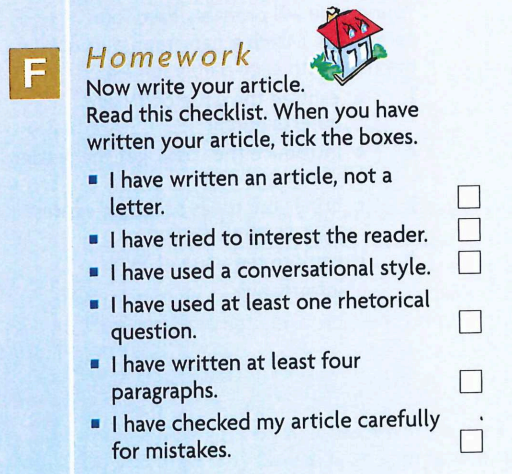 F
Homework
Now write your article.
Read this checklist. When you have
written your article, tick the boxes.
I have written an article, not a
letter.
I have tried to interest the reader.
I have used a conversational style.
I have used at least one rhetorical
question.
I have written at least four
paragraphs.
I have checked my article carefully
for mistakes.